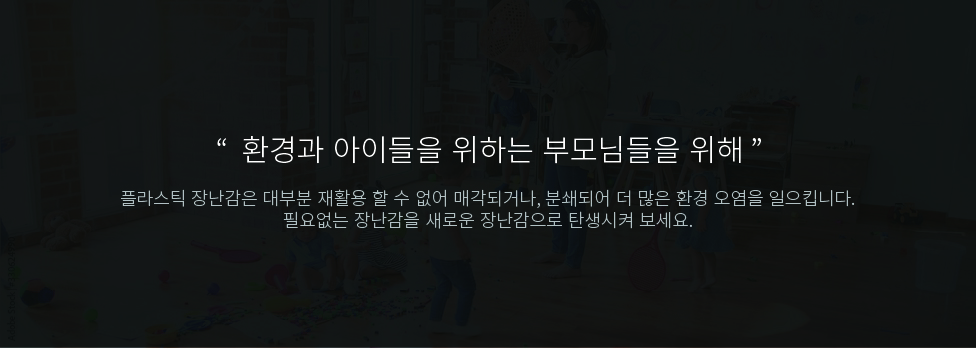 “ 환경과 아이들을 위하는 부모님들을 위해 ”
플라스틱 장난감은 대부분 재활용 할 수 없어 매각되거나, 분쇄되어 더 많은 환경 오염을 일으킵니다.
필요없는 장난감을 새로운 장난감으로 탄생시켜 보세요.